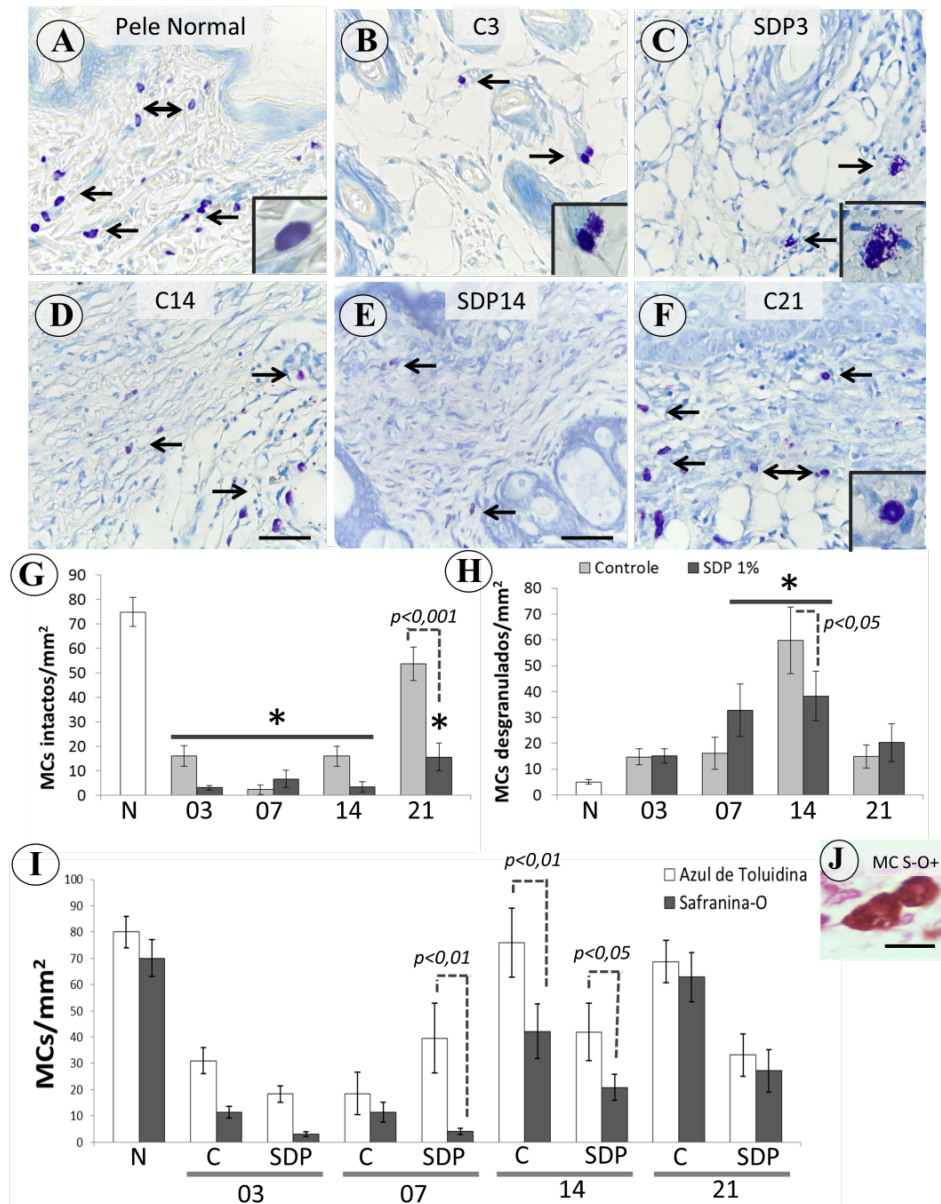 A Pele Normal
B C3
C SDP3
D C14
E SDP14
F C21
G
MCs intactos/mm²
90
80
70
60
50
40
30
20
10
0
p<0,001
*
*
N 03 07 14 21
H
Controle SDP 1%
MCs desgranulados/mm²
80
70
60
50
40
30
20
10
0
*
p<0,05
N 03 07 14 21
I
Azul de Toluidina
Safranina-O
MCs/mm²
100
90
80
70
60
50
40
30
20
10
0
p<0,01
p<0,01
p<0,05
N C SDP C SDP C SDP C SDP
03 07 14 21
J MC S-O+